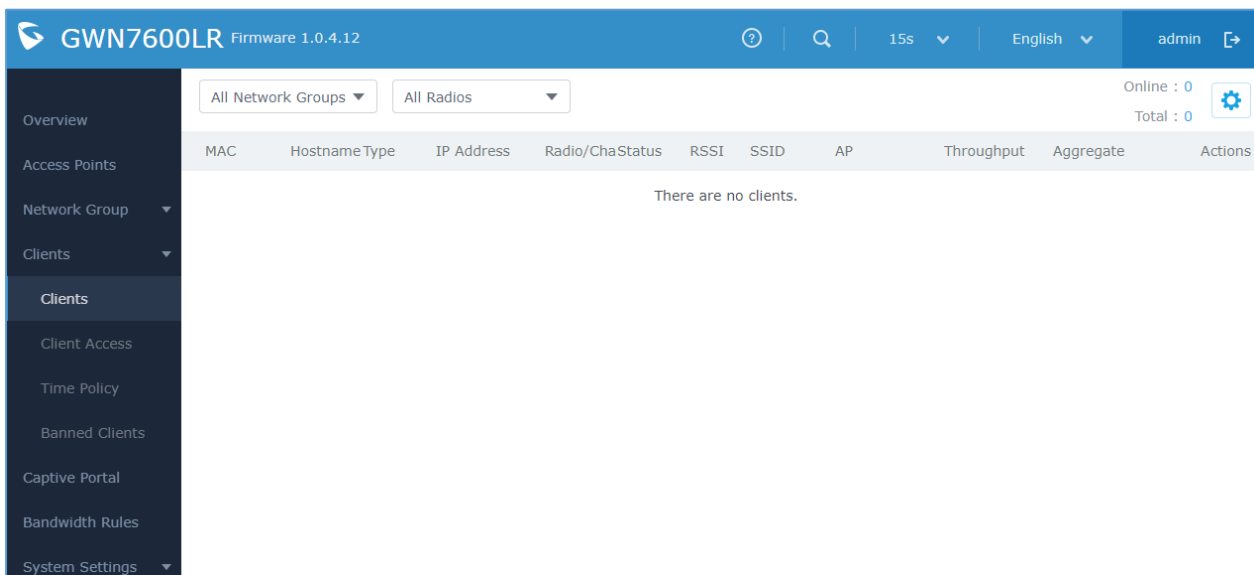 GWN7600LR Firmware 1.0.4.12 15s English admin
All Network Groups All Radios Online : 0
Total : 0
MAC Hostname Type IP Address Radio/Cha Status RSSI SSID AP Throughput Aggregate Actions
There are no clients.
Overview
Access Points
Network Group
Clients
Clients
Client Access
Time Policy
Banned Clients
Captive Portal
Bandwidth Rules
System Settings